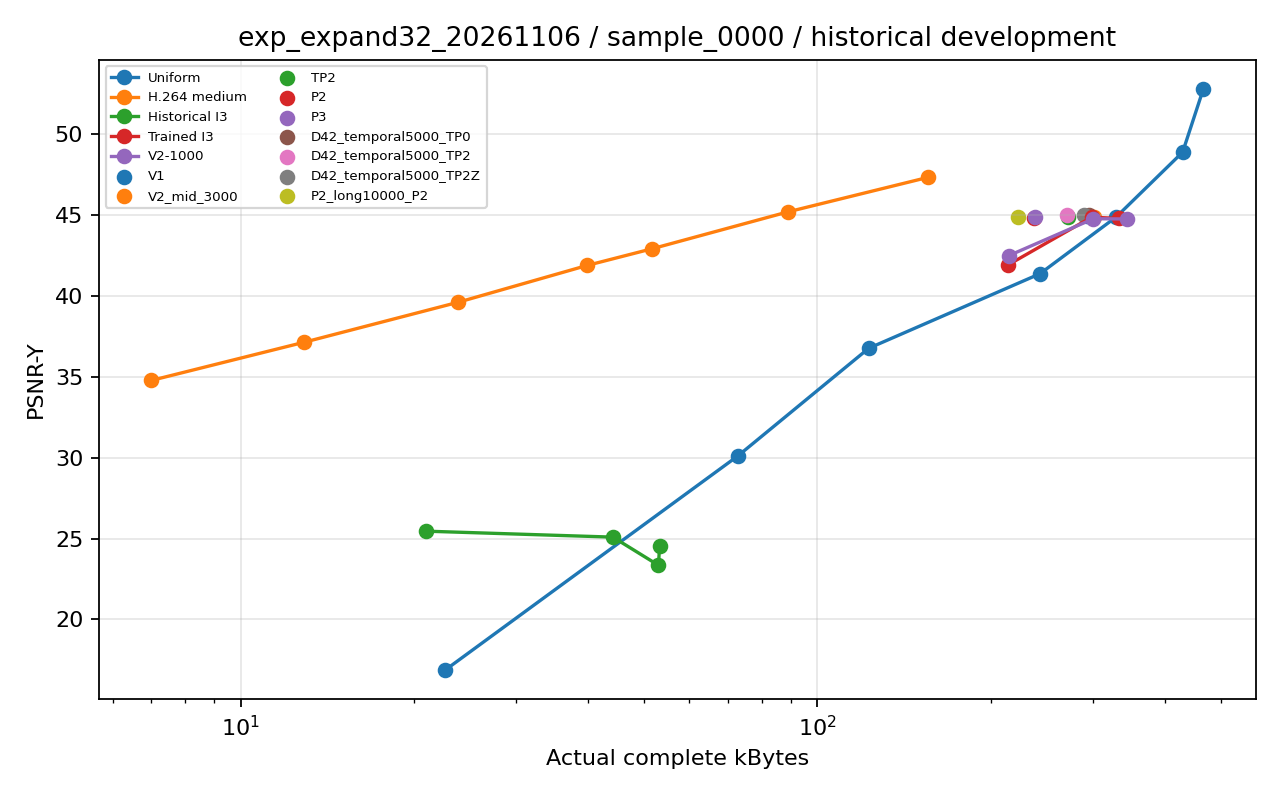 exp_expand32_20261106 / sample_0000 / historical development
Uniform
H.264 medium
Historical I3
Trained I3
V2-1000
V1
V2_mid_3000
TP2
P2
P3
D42_temporal5000_TP0
D42_temporal5000_TP2
D42_temporal5000_TP2Z
P2_long10000_P2
PSNR-Y
50
45
40
35
30
25
20
10¹
10²
Actual complete kBytes